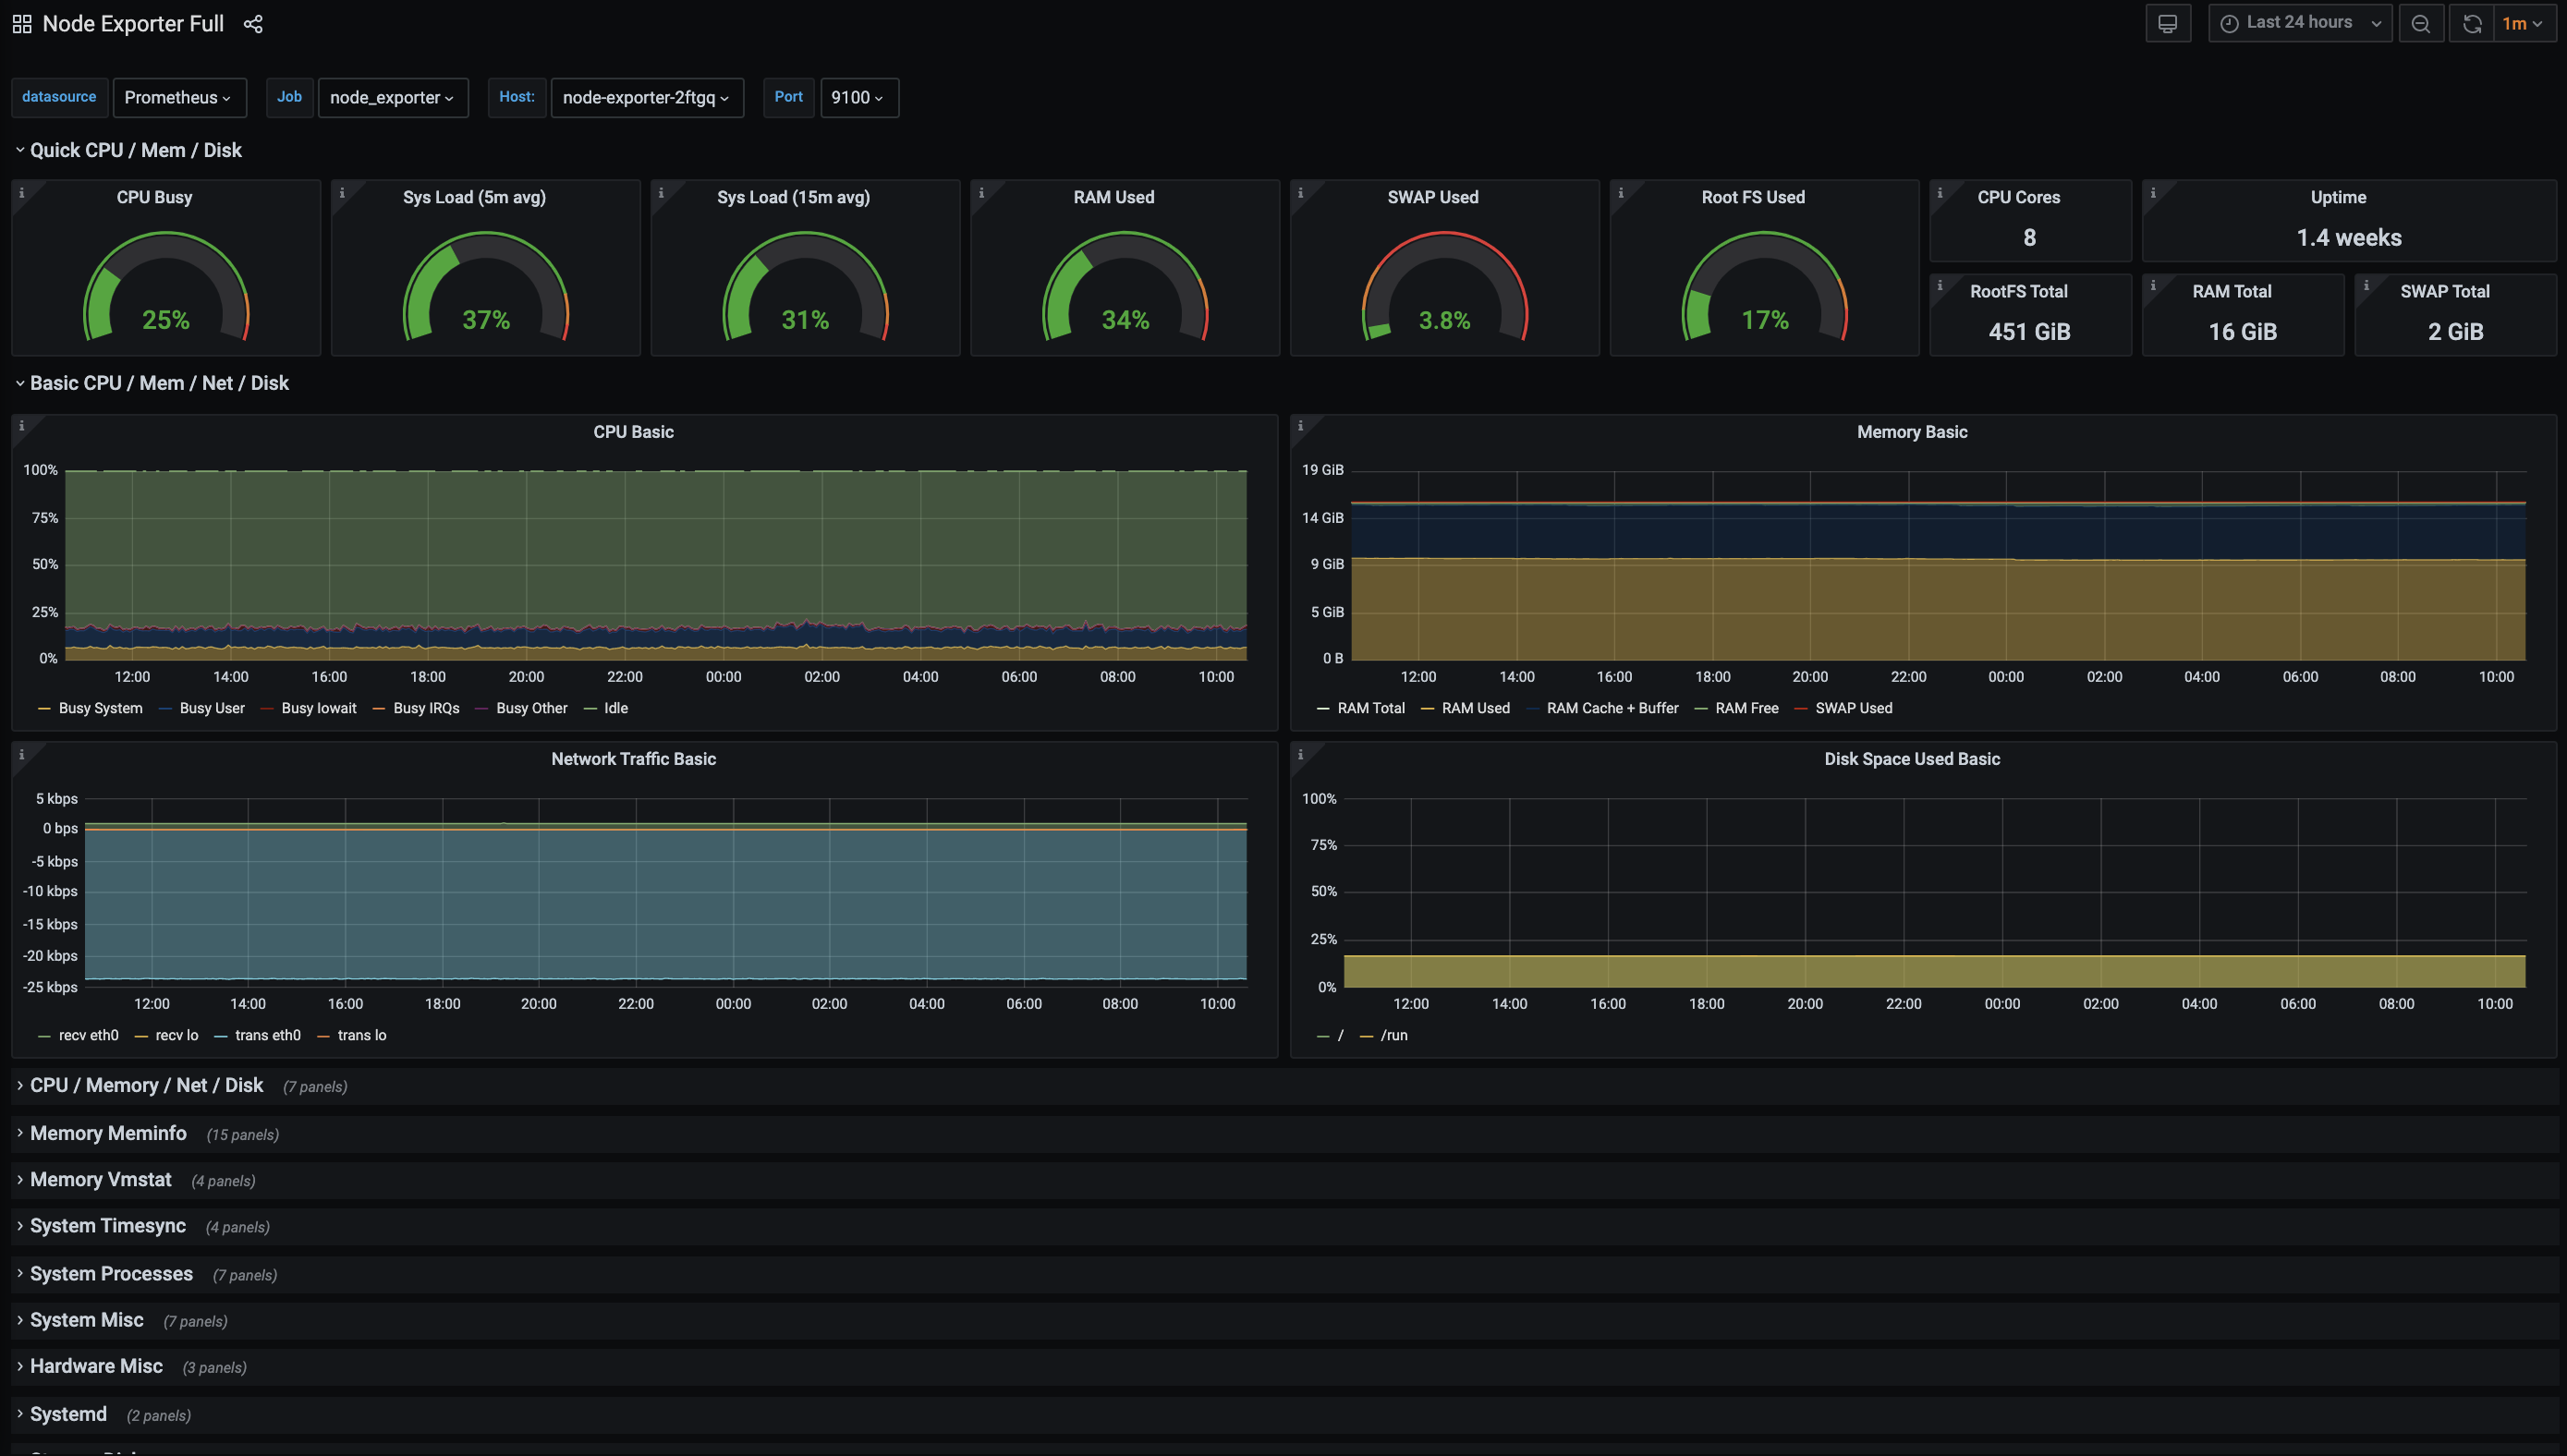 Node Exporter Full
Last 24 hours
1m
datasource Prometheus Job node_exporter Host: node-exporter-2ftgq Port 9100
Quick CPU / Mem / Disk
CPU Busy
25%
Sys Load (5m avg)
37%
Sys Load (15m avg)
31%
RAM Used
34%
SWAP Used
3.8%
Root FS Used
17%
CPU Cores
8
Uptime
1.4 weeks
RootFS Total
451 GiB
RAM Total
16 GiB
SWAP Total
2 GiB
Basic CPU / Mem / Net / Disk
CPU Basic
100%
75%
50%
25%
0%
12:00 14:00 16:00 18:00 20:00 22:00 00:00 02:00 04:00 06:00 08:00 10:00
Busy System Busy User Busy Iowait Busy IRQs Busy Other Idle
Memory Basic
19 GiB
14 GiB
9 GiB
5 GiB
0 B
12:00 14:00 16:00 18:00 20:00 22:00 00:00 02:00 04:00 06:00 08:00 10:00
RAM Total RAM Used RAM Cache + Buffer RAM Free SWAP Used
Network Traffic Basic
5 kbps
0 bps
-5 kbps
-10 kbps
-15 kbps
-20 kbps
-25 kbps
12:00 14:00 16:00 18:00 20:00 22:00 00:00 02:00 04:00 06:00 08:00 10:00
recv eth0 recv lo trans eth0 trans lo
Disk Space Used Basic
100%
75%
50%
25%
0%
12:00 14:00 16:00 18:00 20:00 22:00 00:00 02:00 04:00 06:00 08:00 10:00
/ /run
CPU / Memory / Net / Disk (7 panels)
Memory Meminfo (15 panels)
Memory Vmstat (4 panels)
System Timesync (4 panels)
System Processes (7 panels)
System Misc (7 panels)
Hardware Misc (3 panels)
Systemd (2 panels)